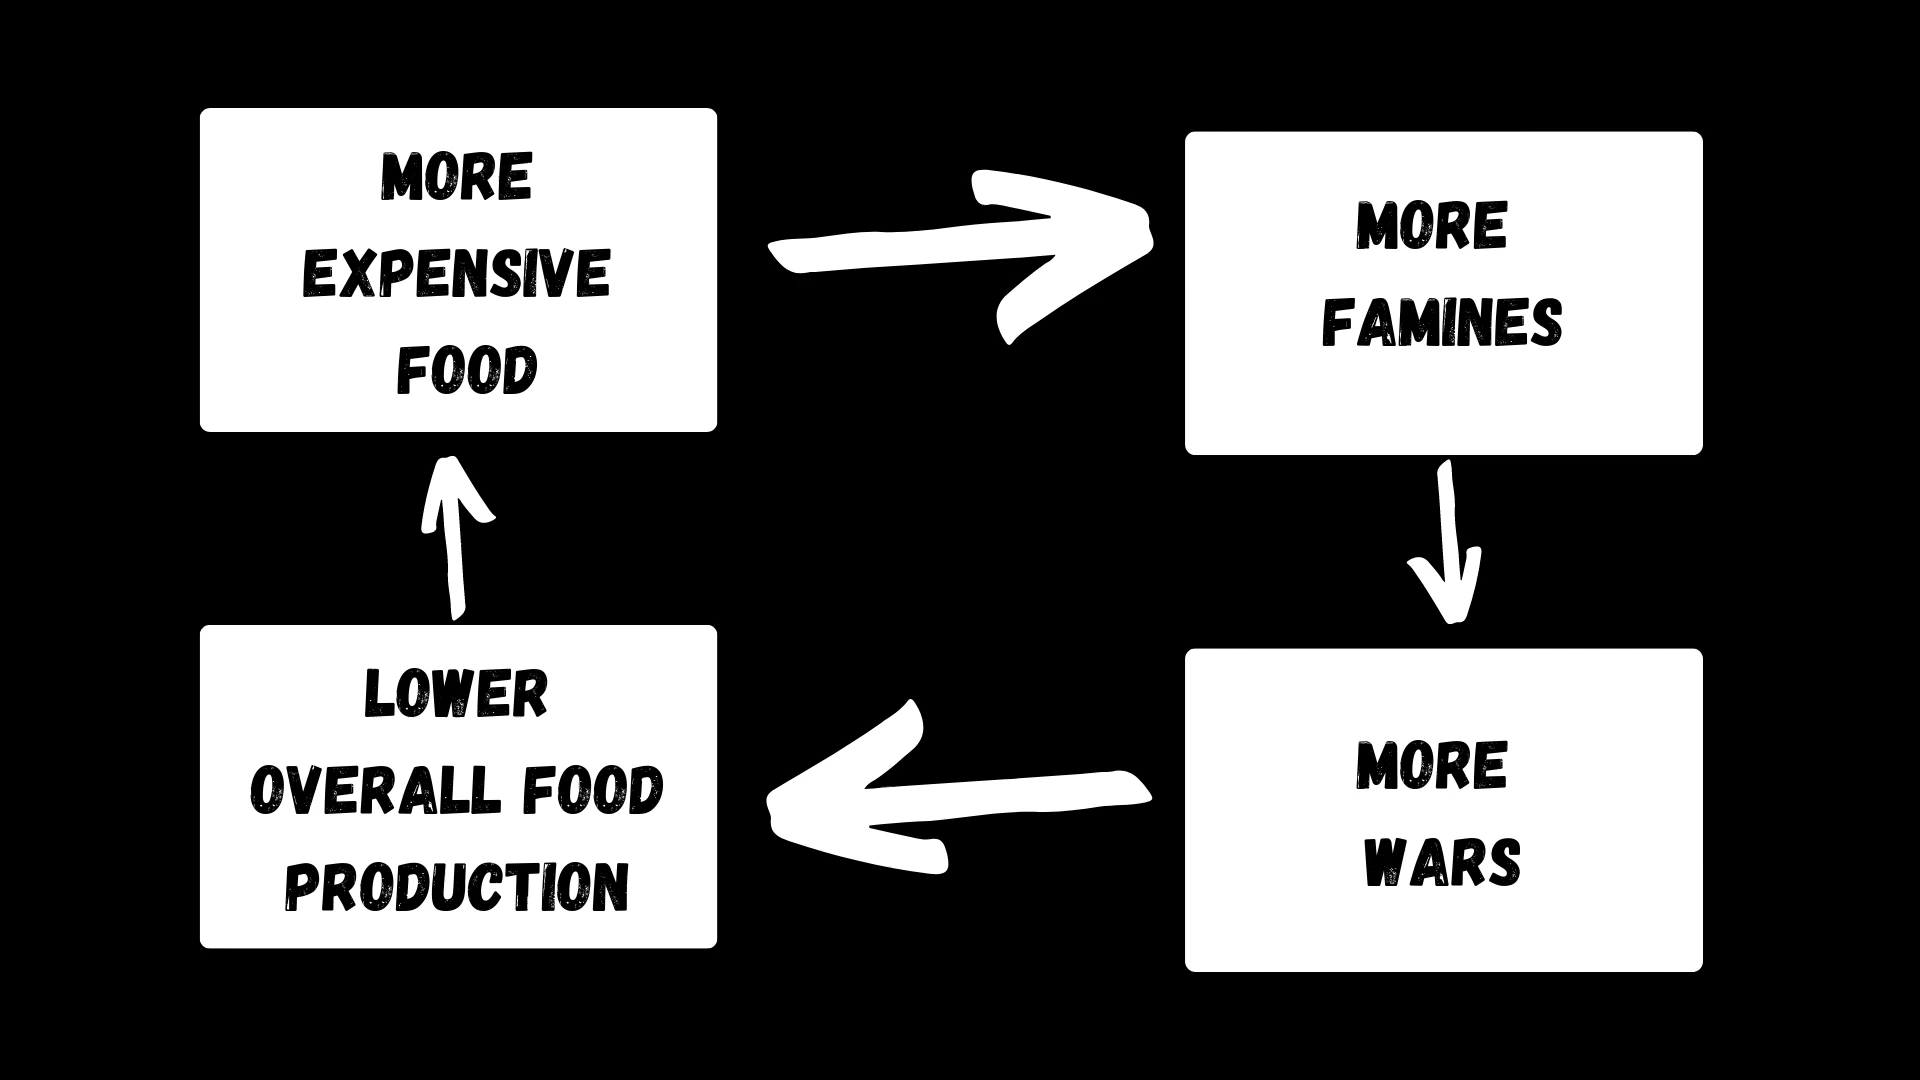 MORE
EXPENSIVE
FOOD
MORE
FAMINES
LOWER
OVERALL FOOD
PRODUCTION
MORE
WARS